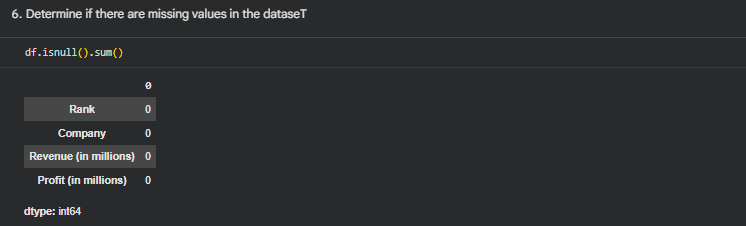 6. Determine if there are missing values in the dataseT
df.isnull().sum()
0
Rank 0
Company 0
Revenue (in millions) 0
Profit (in millions) 0
dtype: int64